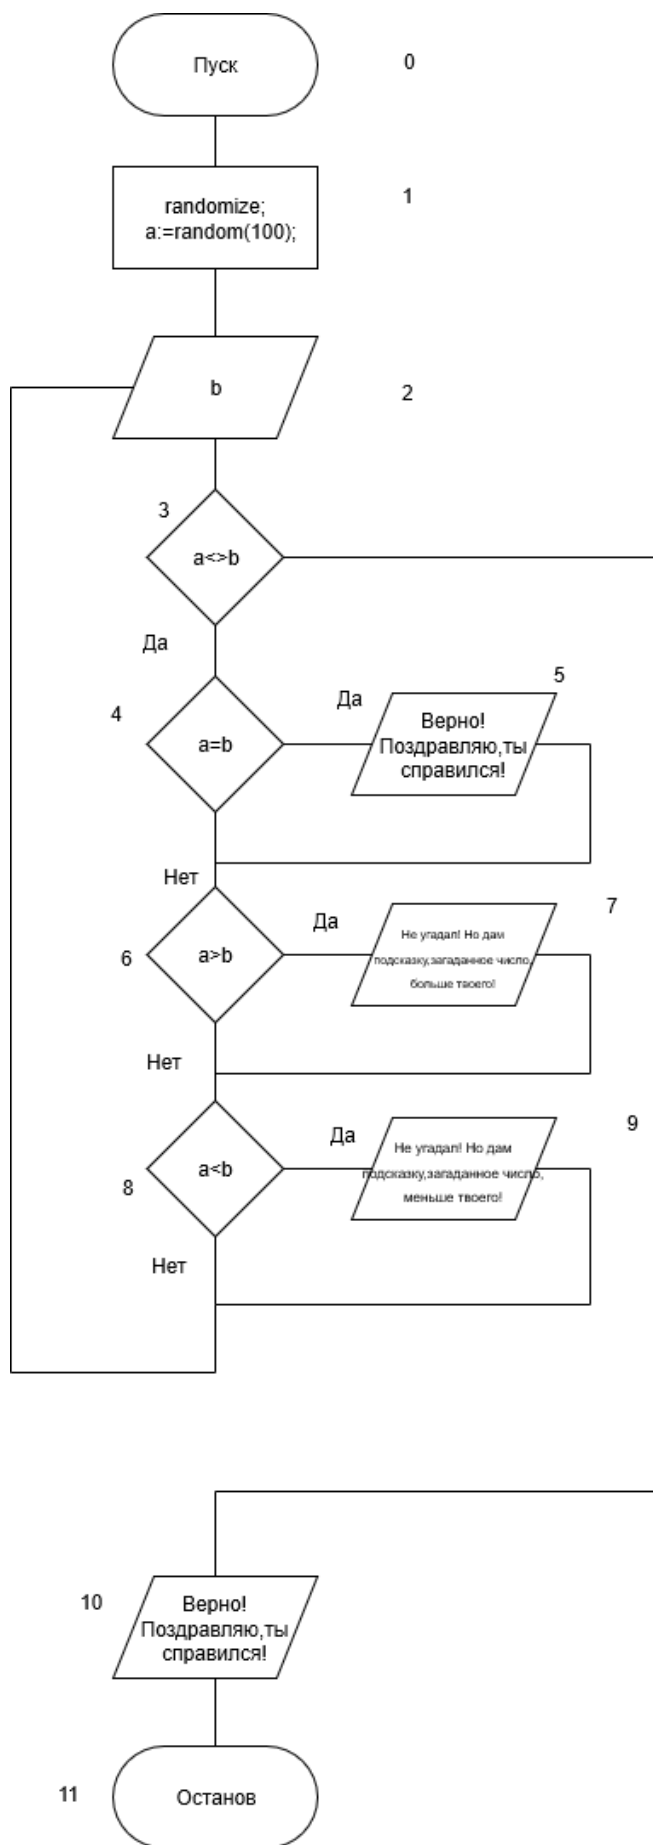 Пуск
0
randomize;
a:=random(100);
1
b
2
3
a<>b
Да
4
a=b
Да
5
Верно!
Поздравляю,ты
справился!
Нет
6
a>b
Да
7
Не угадал! Но дам
подсказку,загаданное число,
больше твоего!
Нет
8
a<b
Да
9
Не угадал! Но дам
подсказку,загаданное число,
меньше твоего!
Нет
10
Верно!
Поздравляю,ты
справился!
11
Останов